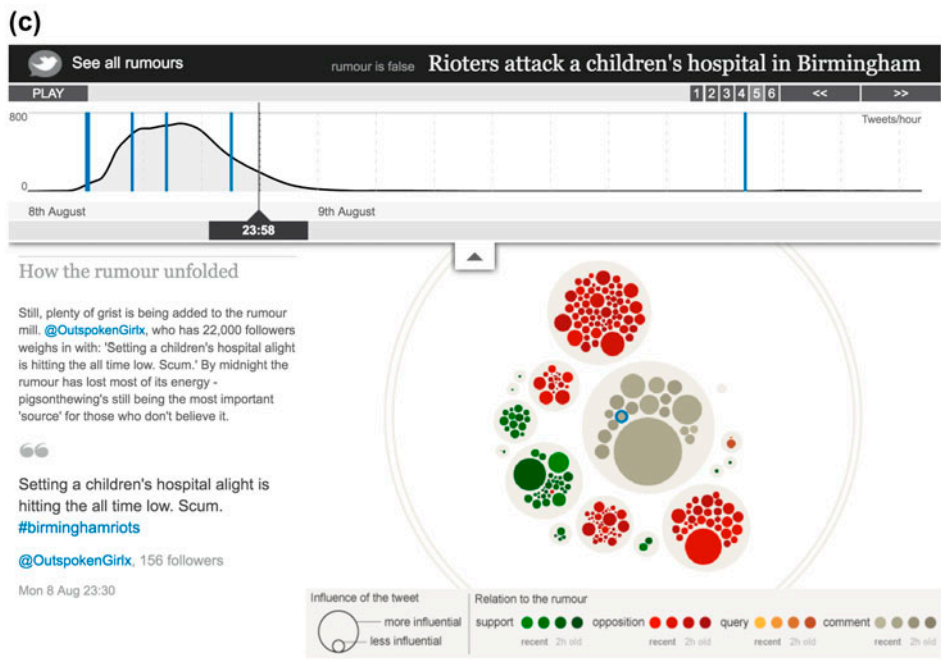 (c)
See all rumours
rumour is false Rioters attack a children's hospital in Birmingham
PLAY
1 2 3 4 5 6 << >>
800
Tweets/hour
0
8th August
9th August
23:58
How the rumour unfolded
Still, plenty of grist is being added to the rumour
mill. @OutspokenGirlx, who has 22,000 followers
weighs in with: 'Setting a children's hospital alight
is hitting the all time low. Scum.' By midnight the
rumour has lost most of its energy -
pigsonthewing's still being the most important
'source' for those who don't believe it.
Setting a children's hospital alight is
hitting the all time low. Scum.
#birminghamriots
@OutspokenGirlx, 156 followers
Mon 8 Aug 23:30
Influence of the tweet
more influential
less influential
Relation to the rumour
support opposition query comment
recent 2h old recent 2h old recent 2h old recent 2h old